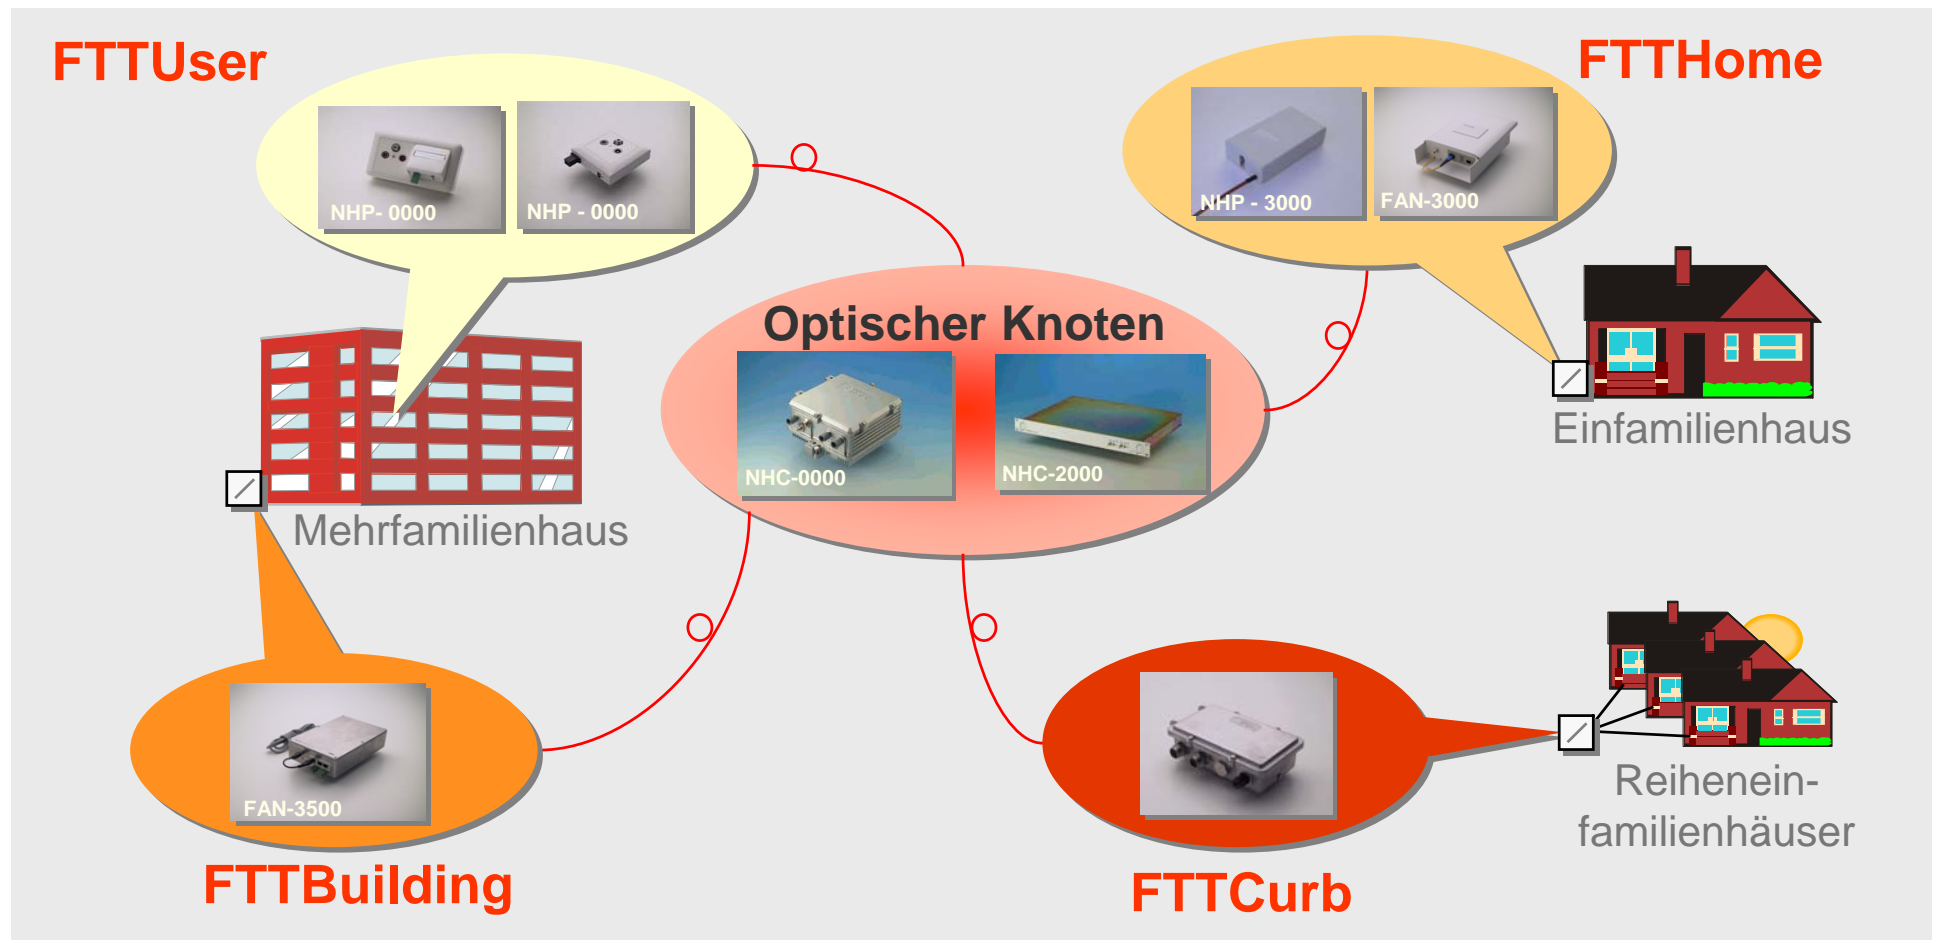 FTTUser
FTTHome
NHP- 0000
NHP - 0000
NHP - 3000
FAN-3000
Optischer Knoten
NHC-0000
NHC-2000
Einfamilienhaus
Mehrfamilienhaus
FAN-3500
FTTBuilding
FTTCurb
Reihenein-
familienhäuser